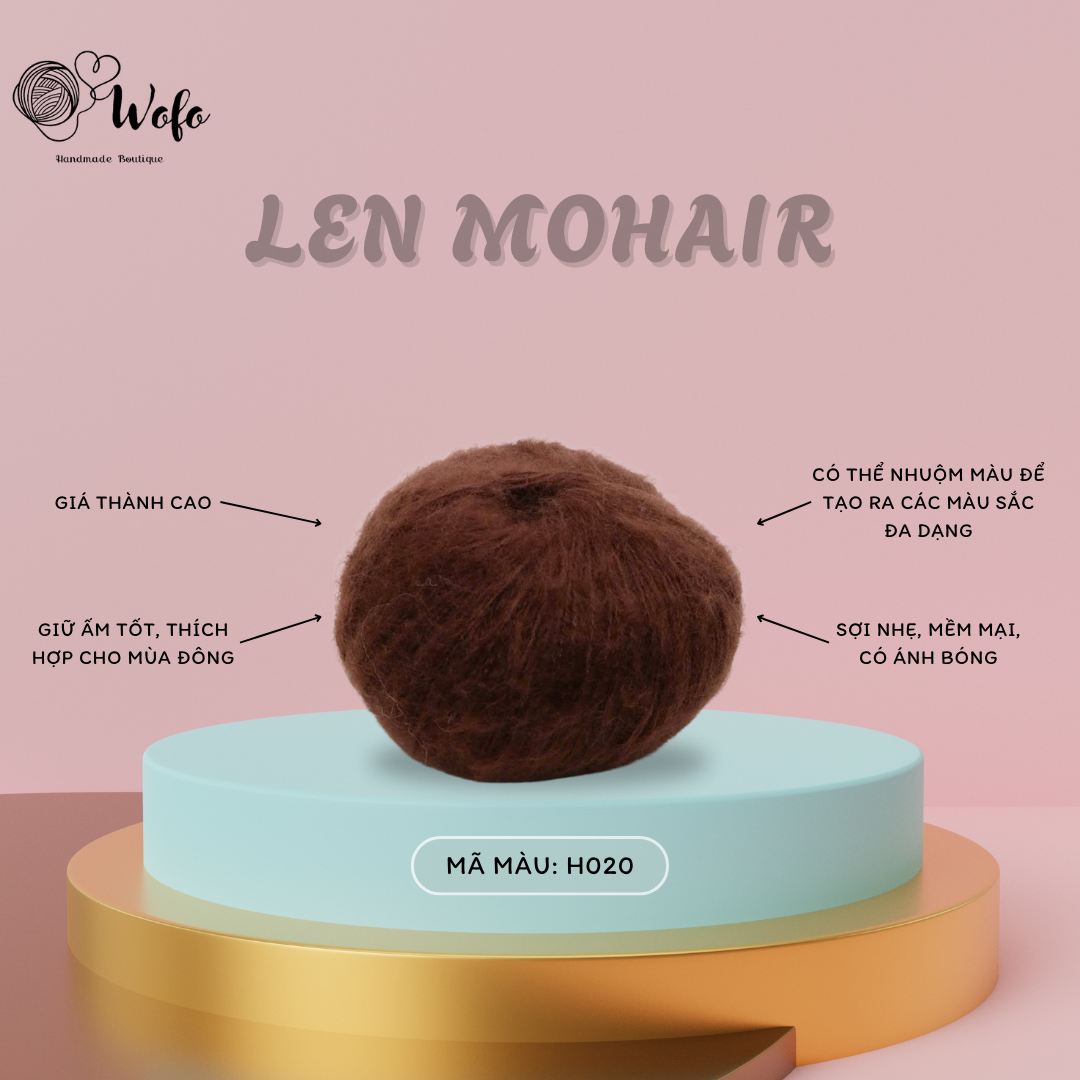 Wofo
Handmade Boutique
LEN MOHAIR
GIÁ THÀNH CAO
CÓ THỂ NHUỘM MÀU ĐỂ
TẠO RA CÁC MÀU SẮC
ĐA DẠNG
GIỮ ẤM TỐT, THÍCH
HỢP CHO MÙA ĐÔNG
SỢI NHẸ, MỀM MẠI,
CÓ ÁNH BÓNG
MÃ MÀU: H020